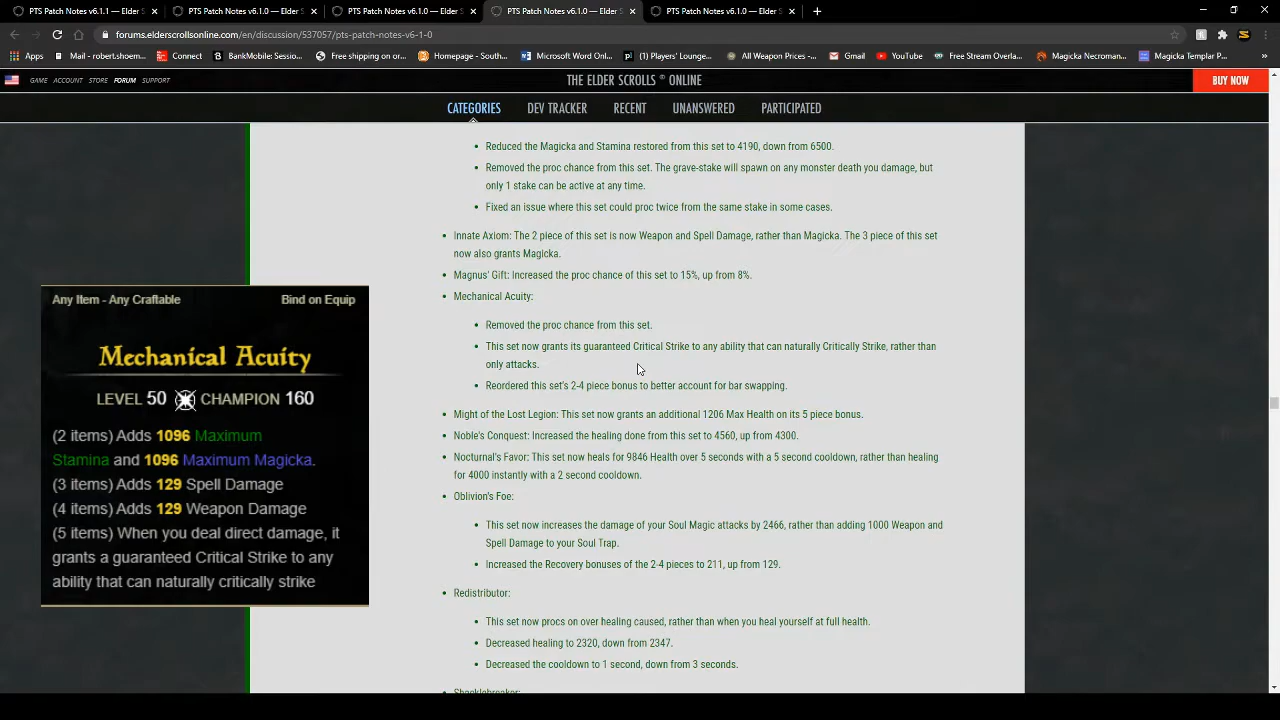 PTS Patch Notes v6.1.1 — Elder S
PTS Patch Notes v6.1.0 — Elder S
PTS Patch Notes v6.1.0 — Elder S
PTS Patch Notes v6.1.0 — Elder S
PTS Patch Notes v6.1.0 — Elder S
forums.elderscrollsonline.com/en/discussion/537057/pts-patch-notes-v6-1-0
Apps
Mail - robert.shoem...
Connect
BankMobile: Sessio...
Free shipping on or...
Homepage - South...
Microsoft Word Onl...
(1) Players' Lounge...
All Weapon Prices -...
Gmail
YouTube
Free Stream Overla...
Magicka Necroman...
Magicka Templar P...
GAME ACCOUNT STORE FORUM SUPPORT
THE ELDER SCROLLS ® ONLINE
BUY NOW
CATEGORIES DEV TRACKER RECENT UNANSWERED PARTICIPATED
Reduced the Magicka and Stamina restored from this set to 4190, down from 6500.
Removed the proc chance from this set. The grave-stake will spawn on any monster death you damage, but
only 1 stake can be active at any time.
Fixed an issue where this set could proc twice from the same stake in some cases.
Innate Axiom: The 2 piece of this set is now Weapon and Spell Damage, rather than Magicka. The 3 piece of this set
now also grants Magicka.
Magnus' Gift: Increased the proc chance of this set to 15%, up from 8%.
Mechanical Acuity:
Removed the proc chance from this set.
This set now grants its guaranteed Critical Strike to any ability that can naturally Critically Strike, rather than
only attacks.
Reordered this set's 2-4 piece bonus to better account for bar swapping.
Might of the Lost Legion: This set now grants an additional 1206 Max Health on its 5 piece bonus.
Noble's Conquest: Increased the healing done from this set to 4560, up from 4300.
Nocturnal's Favor: This set now heals for 9846 Health over 5 seconds with a 5 second cooldown, rather than healing
for 4000 instantly with a 2 second cooldown.
Oblivion's Foe:
This set now increases the damage of your Soul Magic attacks by 2466, rather than adding 1000 Weapon and
Spell Damage to your Soul Trap.
Increased the Recovery bonuses of the 2-4 pieces to 211, up from 129.
Redistributor:
This set now procs on over healing caused, rather than when you heal yourself at full health.
Decreased healing to 2320, down from 2347.
Decreased the cooldown to 1 second, down from 3 seconds.
Shacklebreaker:
Any Item - Any Craftable Bind on Equip
Mechanical Acuity
LEVEL 50 CHAMPION 160
(2 items) Adds 1096 Maximum
Stamina and 1096 Maximum Magicka.
(3 items) Adds 129 Spell Damage
(4 items) Adds 129 Weapon Damage
(5 items) When you deal direct damage, it
grants a guaranteed Critical Strike to any
ability that can naturally critically strike